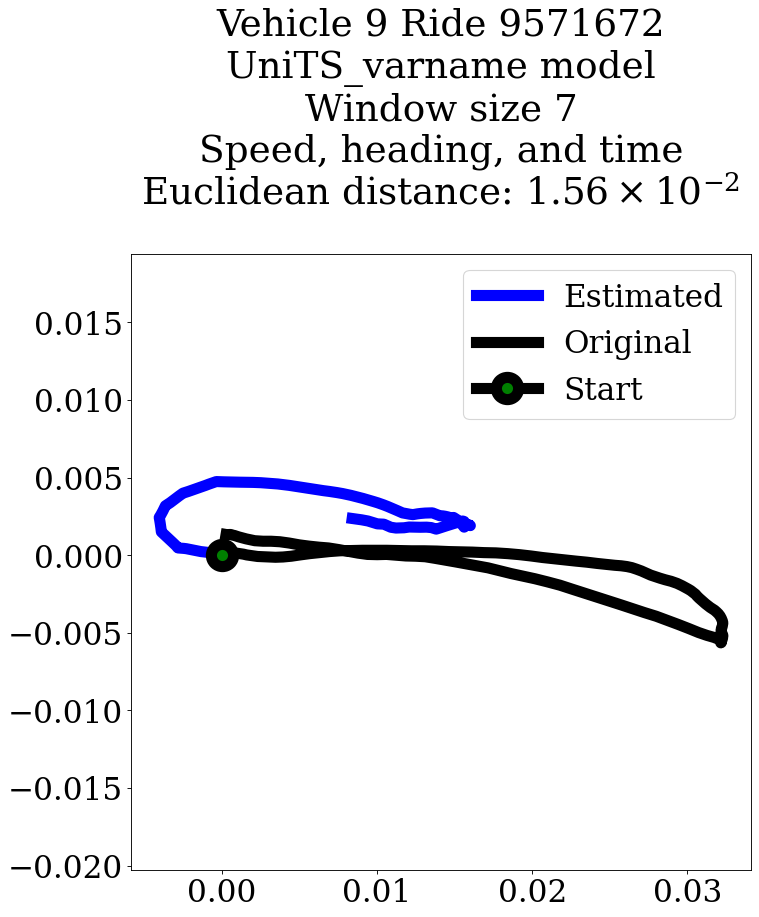 Vehicle 9 Ride 9571672
UniTS_varname model
Window size 7
Speed, heading, and time
Euclidean distance: 1.56 × 10⁻²
Estimated
Original
Start
0.015
0.010
0.005
0.000
−0.005
−0.010
−0.015
−0.020
0.00 0.01 0.02 0.03